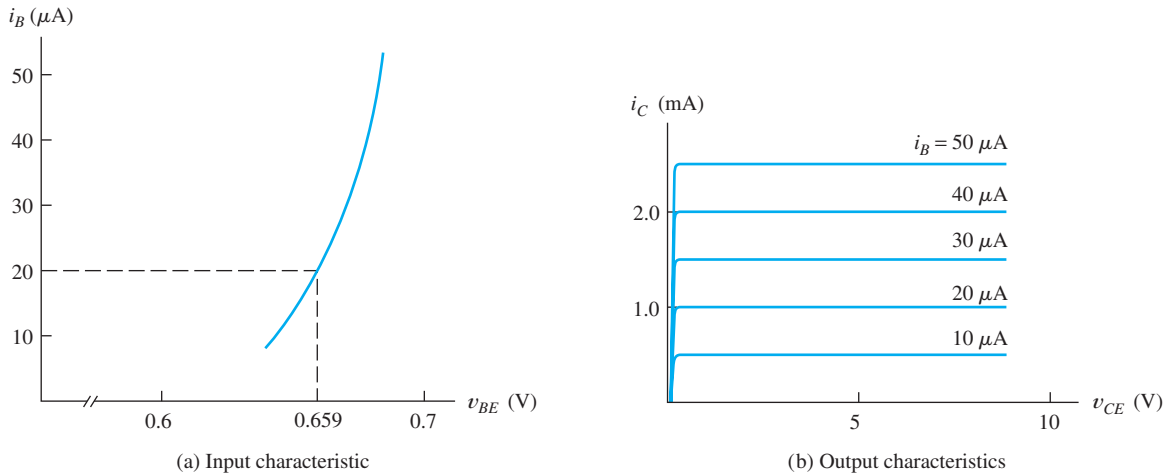 i_B (μA)
50
40
30
20
10
0.6
0.659
0.7
v_BE (V)
(a) Input characteristic
i_C (mA)
i_B = 50 μA
40 μA
2.0
30 μA
20 μA
1.0
10 μA
5
10
v_CE (V)
(b) Output characteristics